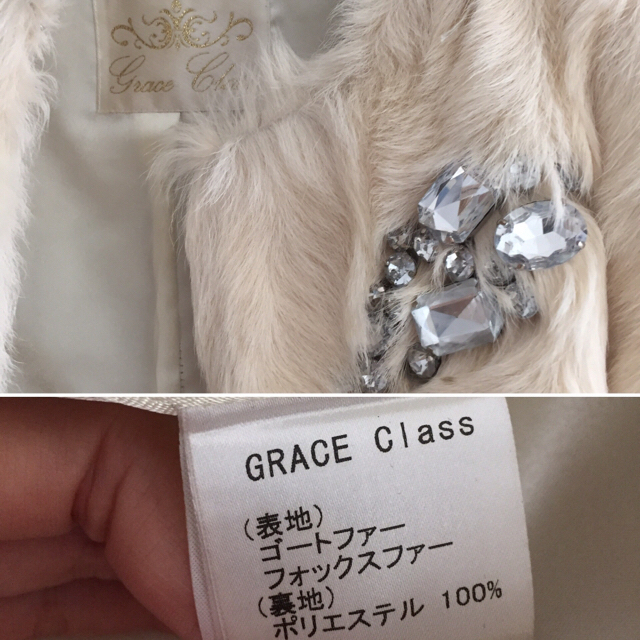 Grace
GRACE Class
(表地)
ゴートファー
フォックスファー
(裏地)
ポリエステル 100%